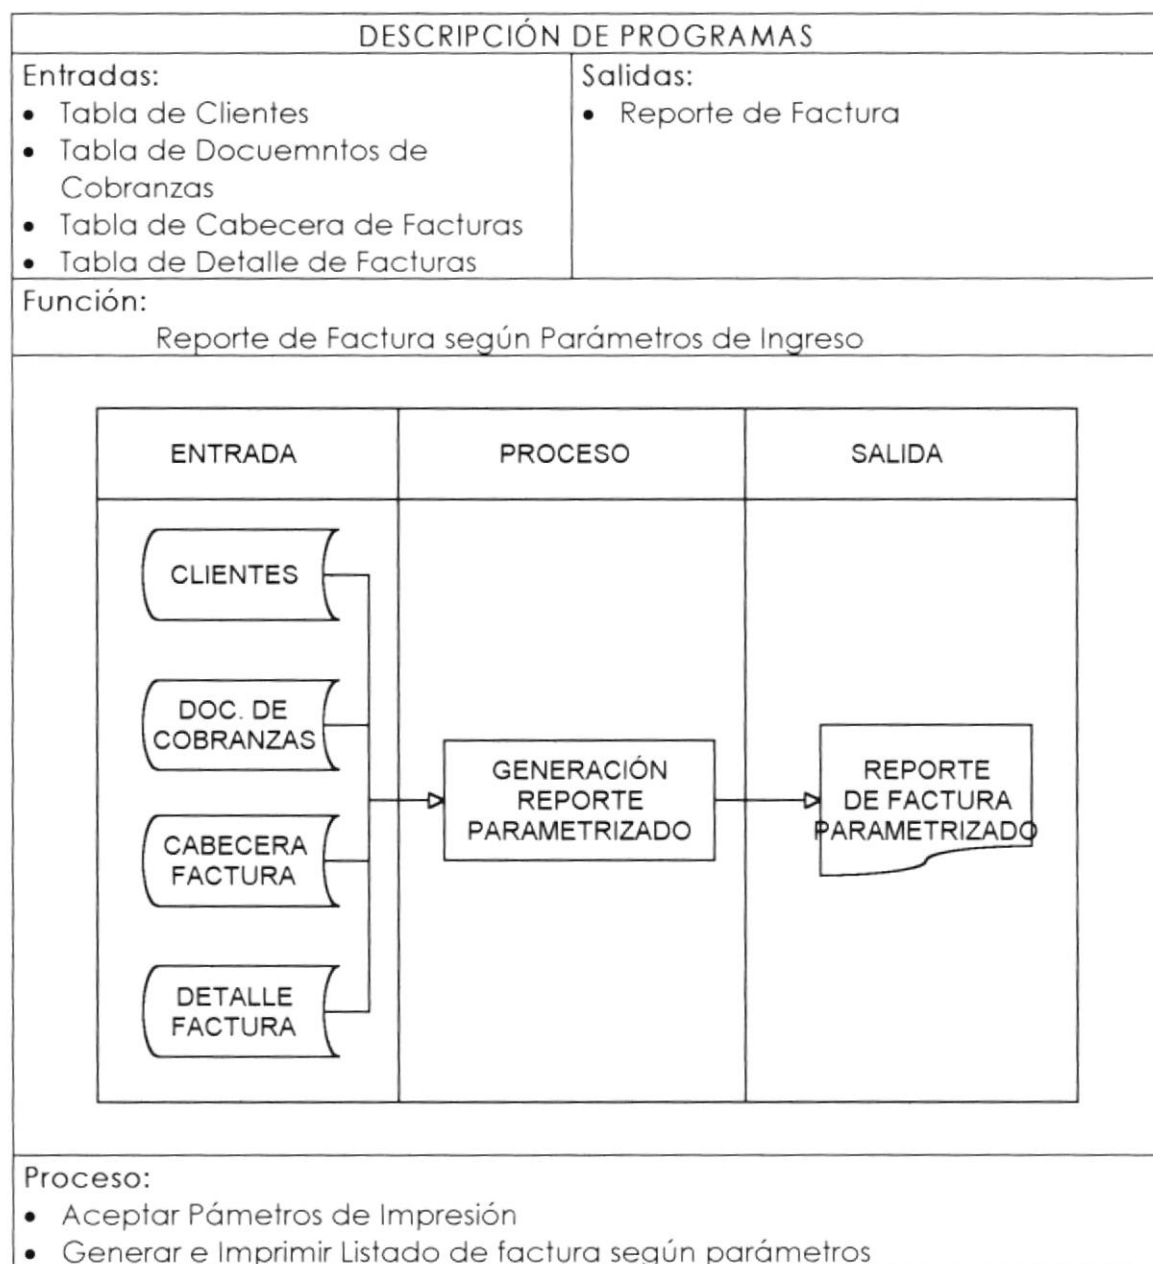 DESCRIPCIÓN DE PROGRAMAS
Entradas:
• Tabla de Clientes
• Tabla de Docuemntos de
Cobranzas
• Tabla de Cabecera de Facturas
• Tabla de Detalle de Facturas
Salidas:
• Reporte de Factura
Función:
Reporte de Factura según Parámetros de Ingreso
ENTRADA
PROCESO
SALIDA
CLIENTES
DOC. DE
COBRANZAS
CABECERA
FACTURA
DETALLE
FACTURA
GENERACIÓN
REPORTE
PARAMETRIZADO
REPORTE
DE FACTURA
PARAMETRIZADO
Proceso:
• Aceptar Pámetros de Impresión
• Generar e Imprimir Listado de factura según parámetros